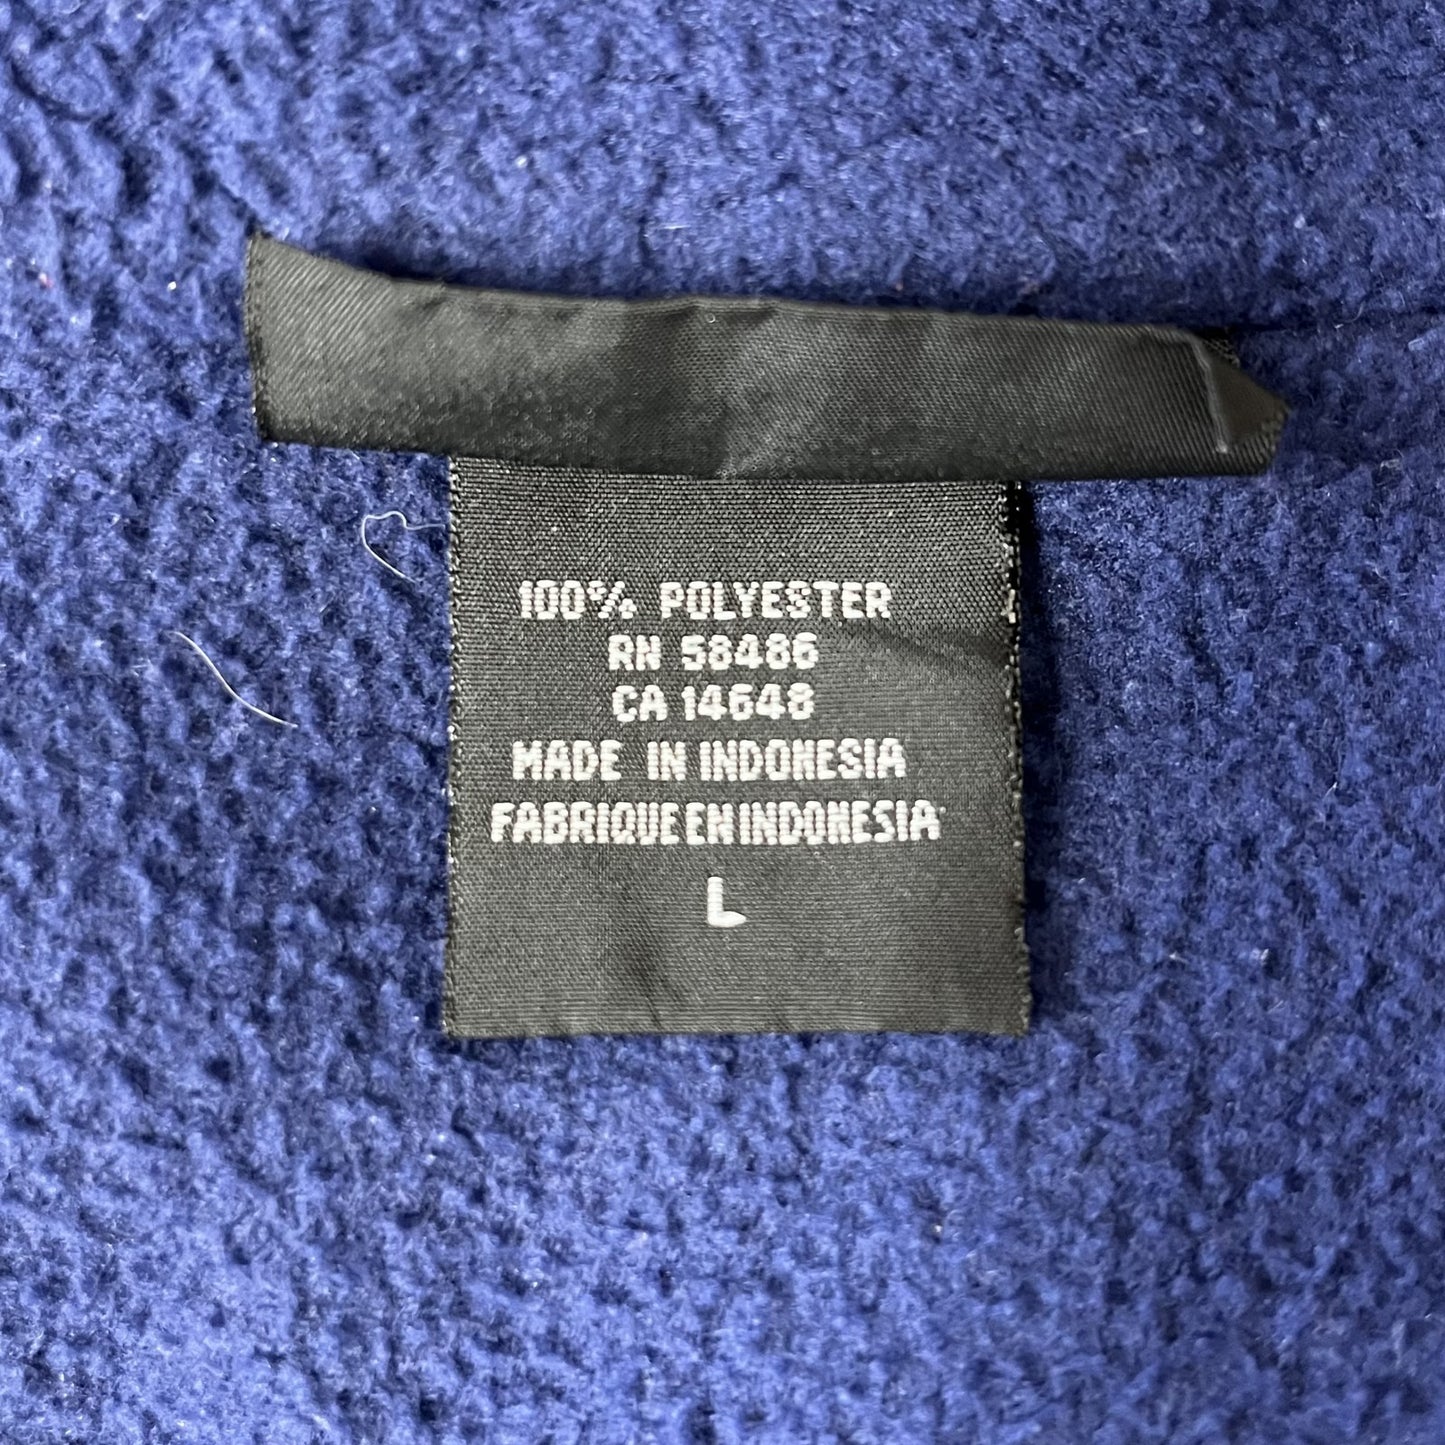 100% POLYESTER
RN 58486
CA 14648
MADE IN INDONESIA
FABRIQUE EN INDONESIA
L